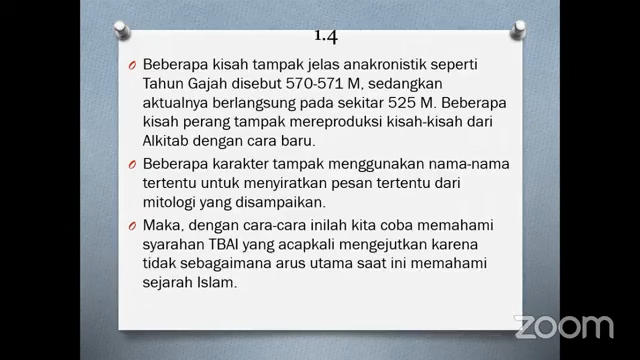 1.4
Beberapa kisah tampak jelas anakronistik seperti
Tahun Gajah disebut 570-571 M, sedangkan
aktualnya berlangsung pada sekitar 525 M. Beberapa
kisah perang tampak mereproduksi kisah-kisah dari
Alkitab dengan cara baru.
Beberapa karakter tampak menggunakan nama-nama
tertentu untuk menyiratkan pesan tertentu dari
mitologi yang disampaikan.
Maka, dengan cara-cara inilah kita coba memahami
syarahan TBAI yang acapkali mengejutkan karena
tidak sebagaimana arus utama saat ini memahami
sejarah Islam.
zoom